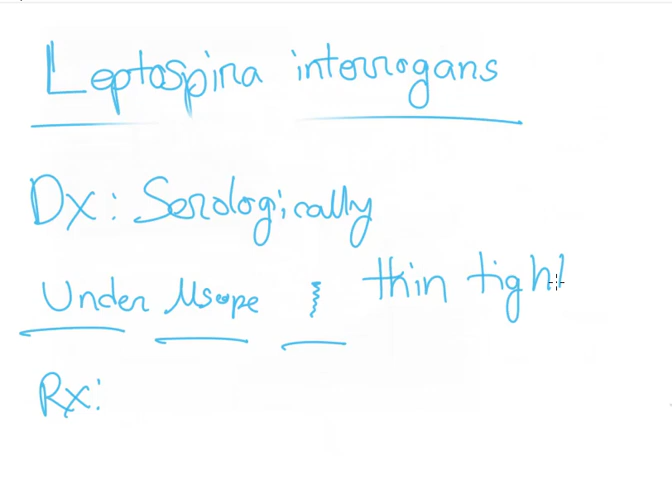 Leptospira interrogans
Dx: Serologically
Under Mscope thin tight
Rx: